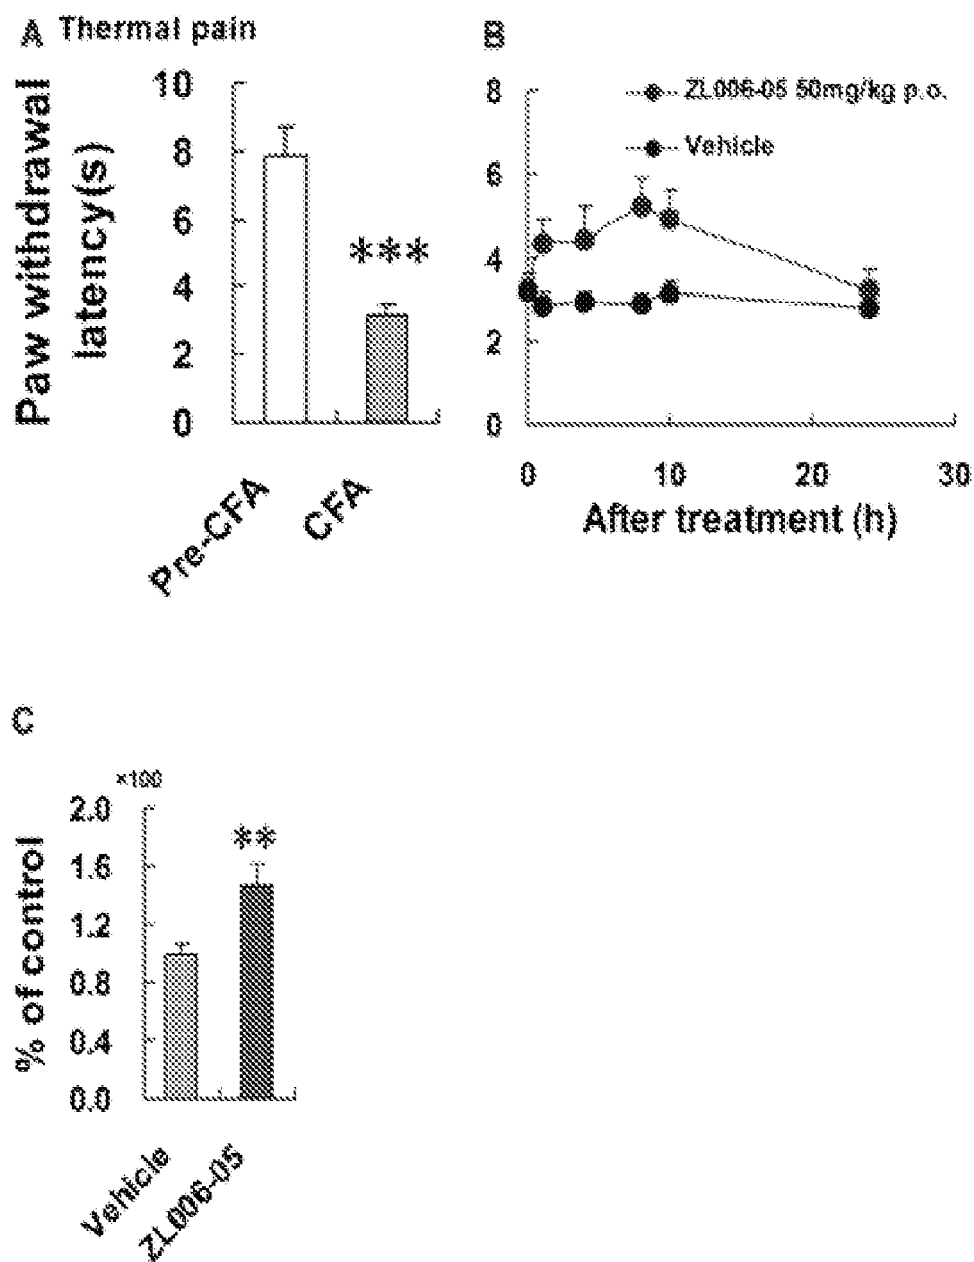 A Thermal pain
Paw withdrawal
latency(s)
10
8
6
4
2
0
***
Pre-CFA
CFA
B
8
6
4
2
0
ZL006-05 50mg/kg p.o.
Vehicle
0 10 20 30
After treatment (h)
C
×100
% of control
2.0
1.6
1.2
0.8
0.4
0.0
**
Vehicle
ZL006-05